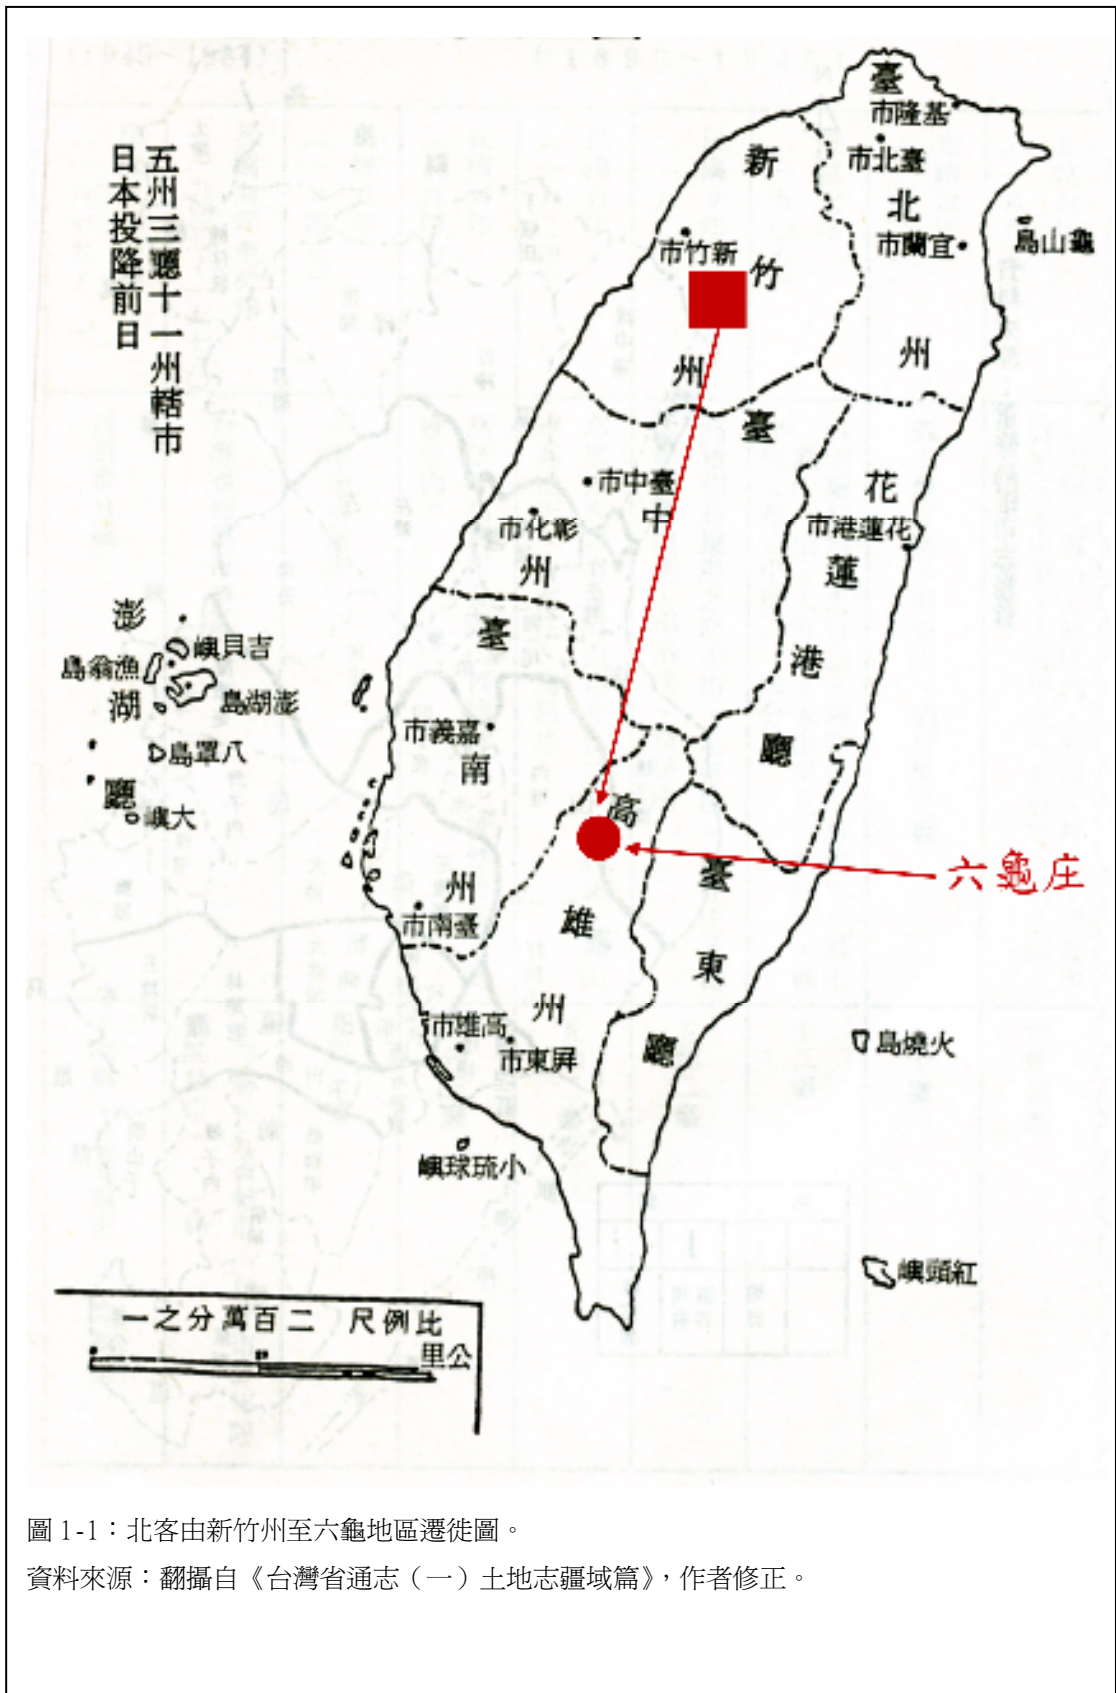 五州三廳十一州轄市
日本投降前日
臺北州
基隆市
臺北市
宜蘭市
龜山島
新竹州
新竹市
臺中州
臺中市
彰化市
花蓮港廳
花蓮港市
澎湖廳
吉貝嶼
漁翁島
澎湖島
八罩島
大嶼
臺南州
嘉義市
臺南市
高雄州
高雄市
屏東市
臺東廳
六龜庄
火燒島
小琉球嶼
紅頭嶼
比例尺 二百萬分之一
公里
圖 1-1：北客由新竹州至六龜地區遷徙圖。
資料來源：翻攝自《台灣省通志（一）土地志疆域篇》，作者修正。